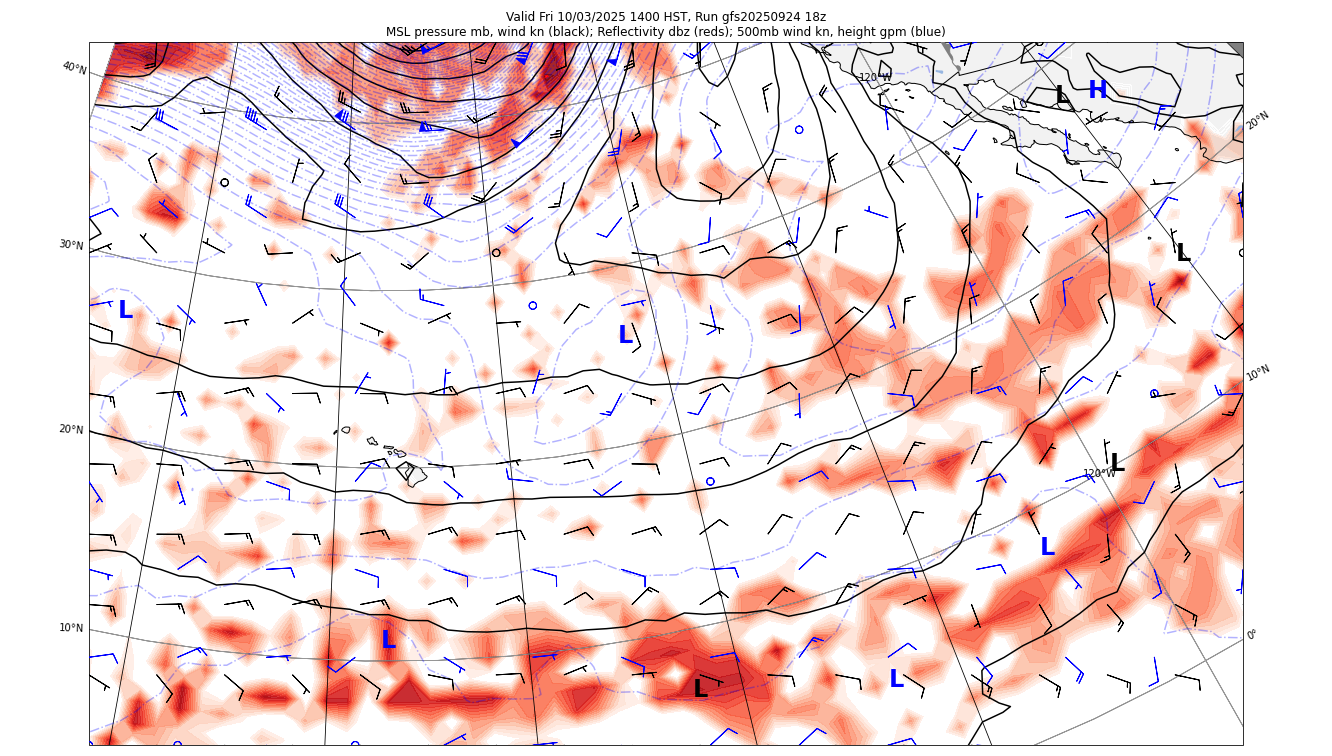 Valid Fri 10/03/2025 1400 HST, Run gfs20250924 18z
MSL pressure mb, wind kn (black); Reflectivity dbz (reds); 500mb wind kn, height gpm (blue)
40°N
120°W
L
H
20°N
30°N
L
L
L
10°N
20°N
L
120°W
L
10°N
L
0°
L
L